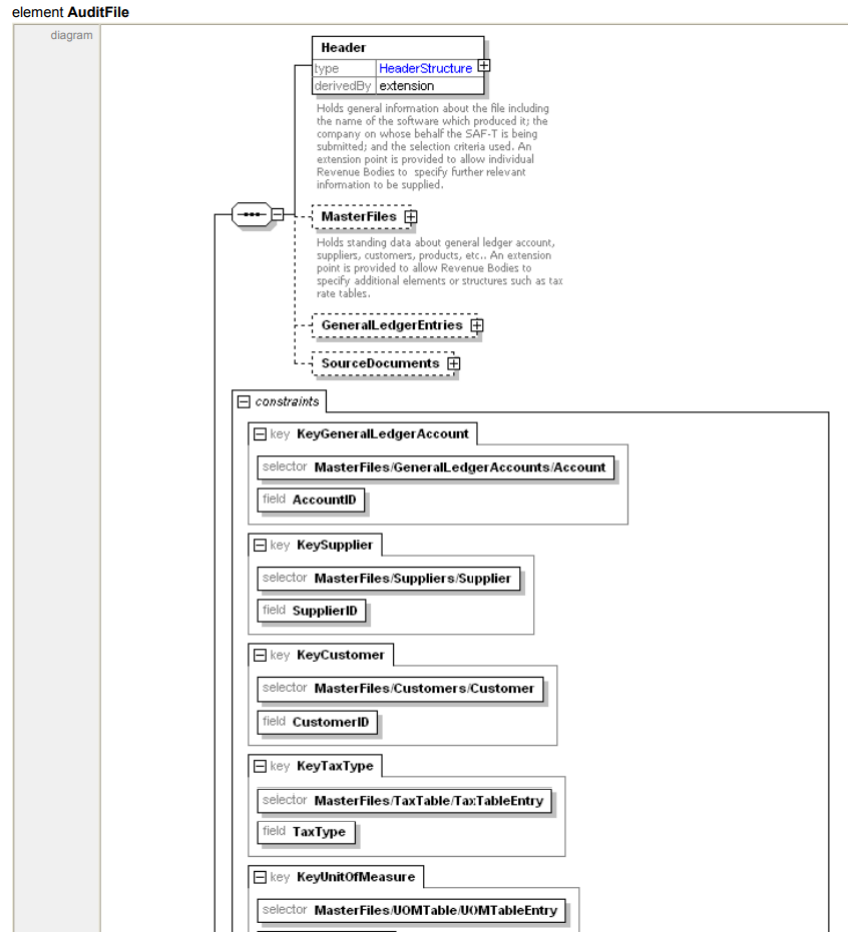 element AuditFile
diagram
Header
type HeaderStructure
derivedBy extension
Holds general information about the file including
the name of the software which produced it; the
company on whose behalf the SAF-T is being
submitted; and the selection criteria used. An
extension point is provided to allow individual
Revenue Bodies to specify further relevant
information to be supplied.
MasterFiles
Holds standing data about general ledger account,
suppliers, customers, products, etc.. An extension
point is provided to allow Revenue Bodies to
specify additional elements or structures such as tax
rate tables.
GeneralLedgerEntries
SourceDocuments
constraints
key KeyGeneralLedgerAccount
selector MasterFiles/GeneralLedgerAccounts/Account
field AccountID
key KeySupplier
selector MasterFiles/Suppliers/Supplier
field SupplierID
key KeyCustomer
selector MasterFiles/Customers/Customer
field CustomerID
key KeyTaxType
selector MasterFiles/TaxTable/TaxTableEntry
field TaxType
key KeyUnitOfMeasure
selector MasterFiles/UOMTable/UOMTableEntry